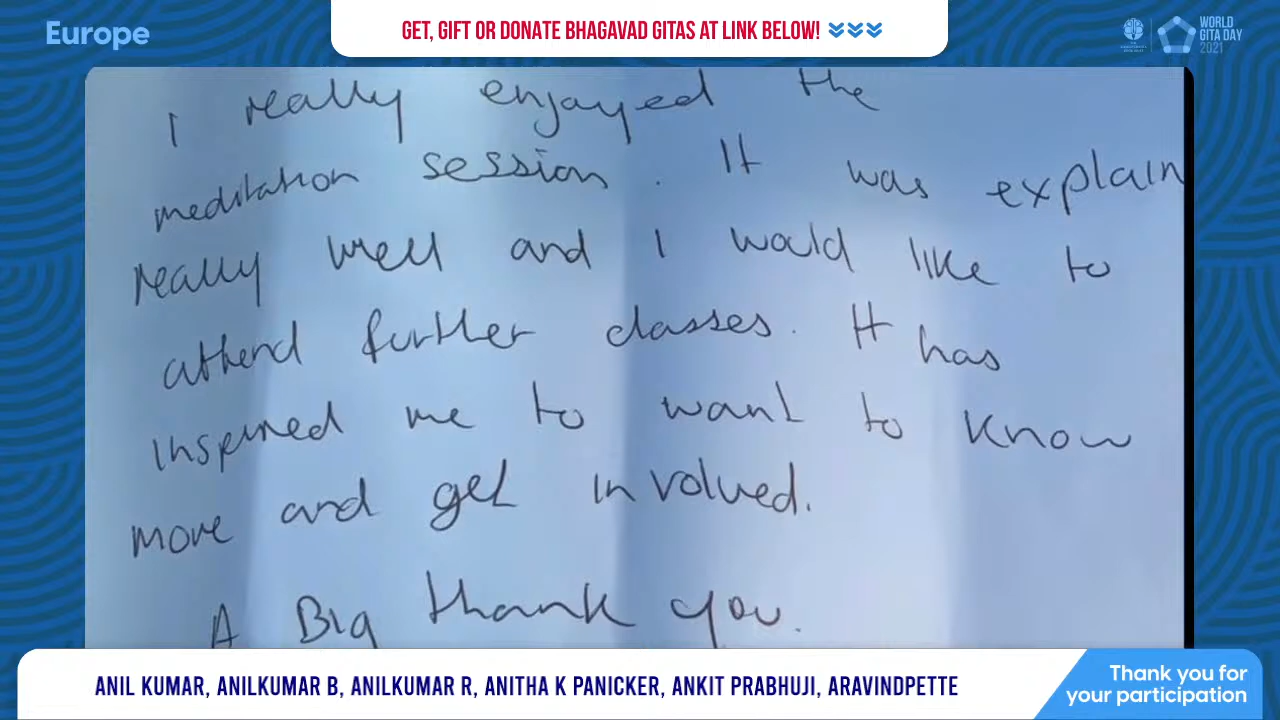 Europe
GET, GIFT OR DONATE BHAGAVAD GITAS AT LINK BELOW!
WORLD
GITA DAY
2021
I really enjoyed the
meditation session. It was explain
really well and I would like to
attend further classes. It has
inspired me to want to know
more and get involved.
A Big thank you.
ANIL KUMAR, ANILKUMAR B, ANILKUMAR R, ANITHA K PANICKER, ANKIT PRABHUJI, ARAVINDPETTE
Thank you for
your participation